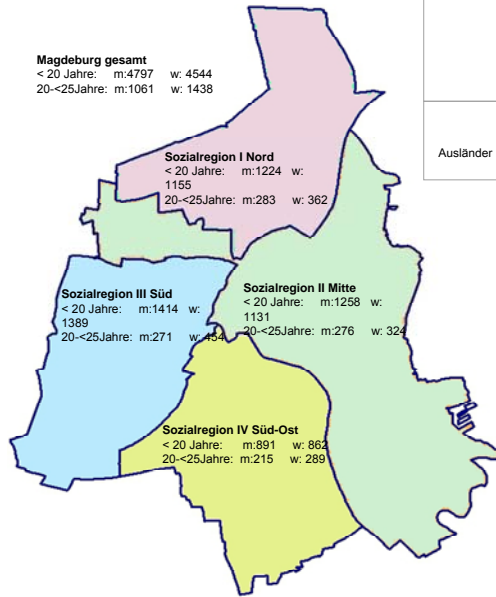 Magdeburg gesamt
< 20 Jahre: m:4797 w: 4544
20-<25Jahre: m:1061 w: 1438
Ausländer
Sozialregion I Nord
< 20 Jahre: m:1224 w:
1155
20-<25Jahre: m:283 w: 362
Sozialregion III Süd
< 20 Jahre: m:1414 w:
1389
20-<25Jahre: m:271 w: 454
Sozialregion II Mitte
< 20 Jahre: m:1258 w:
1131
20-<25Jahre: m:276 w: 324
Sozialregion IV Süd-Ost
< 20 Jahre: m:891 w: 862
20-<25Jahre: m:215 w: 289